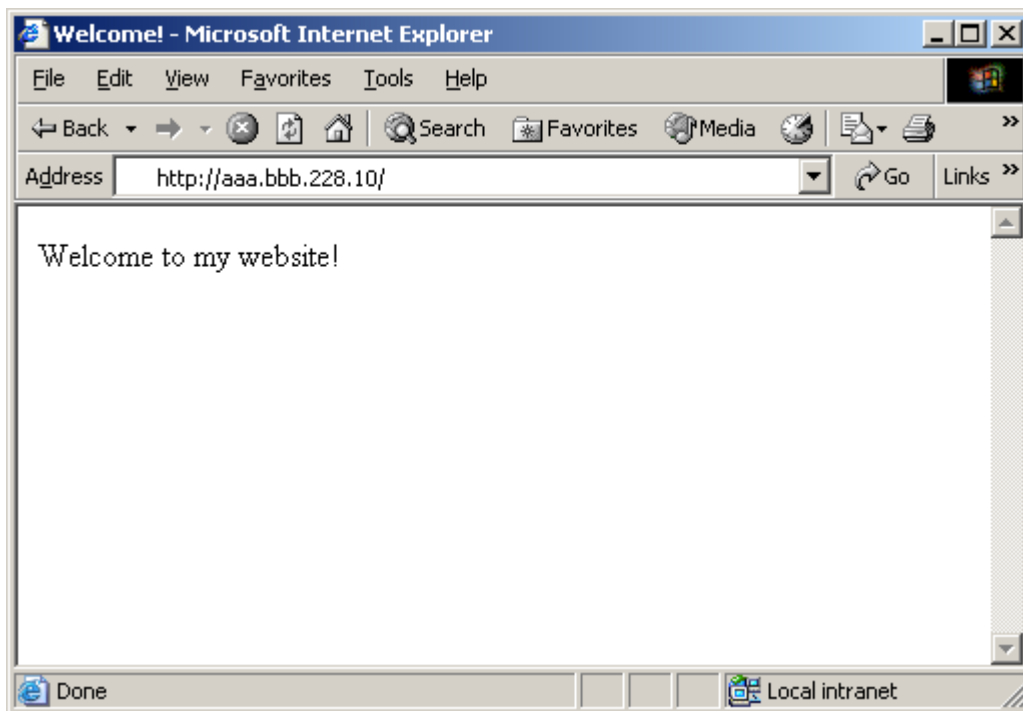 Welcome! - Microsoft Internet Explorer
File Edit View Favorites Tools Help
Back Search Favorites Media »
Address http://aaa.bbb.228.10/ Go Links »
Welcome to my website!
Done Local intranet